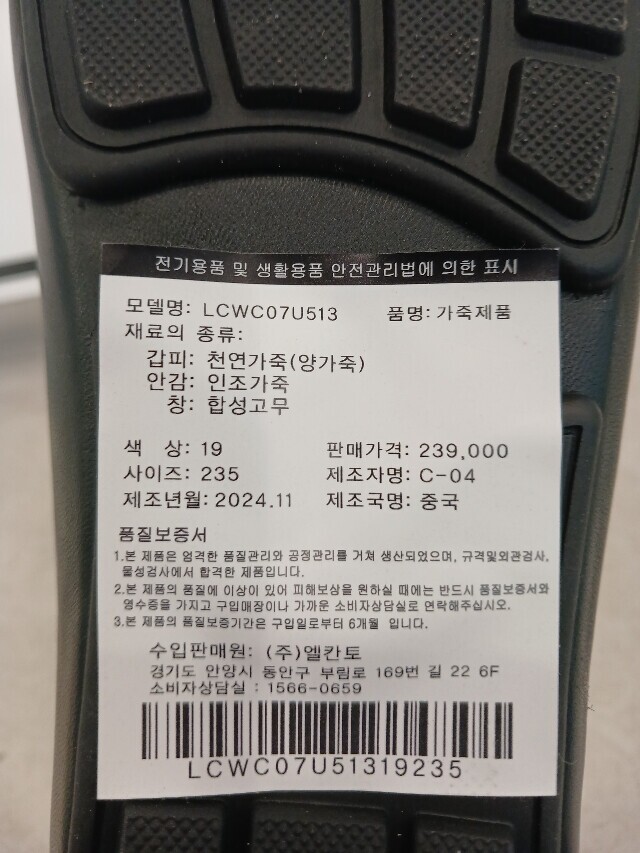 전기용품 및 생활용품 안전관리법에 의한 표시
모델명: LCWC07U513 품명: 가죽제품
재료의 종류:
갑피: 천연가죽(양가죽)
안감: 인조가죽
창: 합성고무
색 상: 19 판매가격: 239,000
사이즈: 235 제조자명: C-04
제조년월: 2024.11 제조국명: 중국
품질보증서
1.본 제품은 엄격한 품질관리와 공정관리를 거쳐 생산되었으며, 규격및외관검사,
물성검사에서 합격한 제품입니다.
2.본 제품의 품질에 이상이 있어 피해보상을 원하실 때에는 반드시 품질보증서와
영수증을 가지고 구입매장이나 가까운 소비자상담실로 연락해주십시오.
3.본 제품의 품질보증기간은 구입일로부터 6개월 입니다.
수입판매원: (주)엘칸토
경기도 안양시 동안구 부림로 169번 길 22 6F
소비자상담실 : 1566-0659
LCWC07U51319235